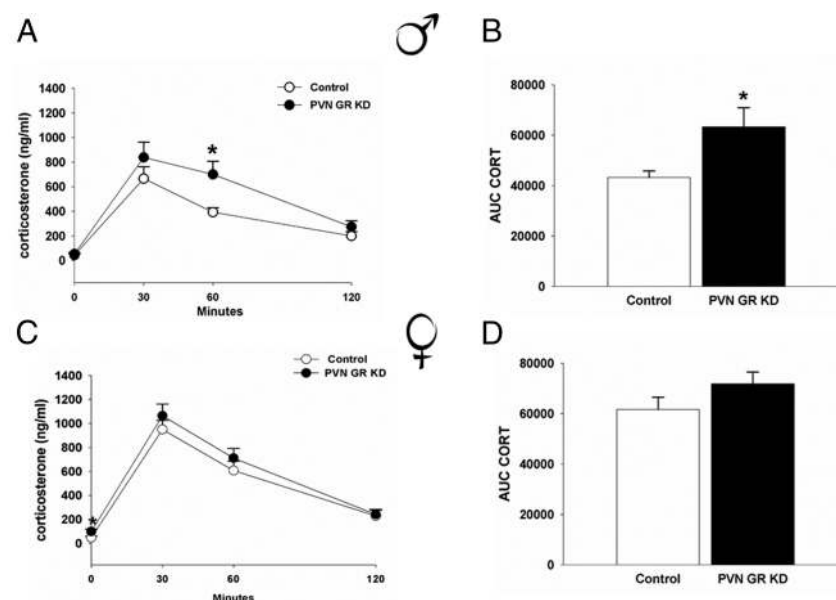 A
B
Control
PVN GR KD
1400
1200
1000
800
600
400
200
0
corticosterone (ng/ml)
*
0 30 60 120
Minutes
80000
60000
40000
20000
0
AUC CORT
*
Control PVN GR KD
C
D
Control
PVN GR KD
1400
1200
1000
800
600
400
200
0
corticosterone (ng/ml)
*
0 30 60 120
Minutes
80000
60000
40000
20000
0
AUC CORT
Control PVN GR KD